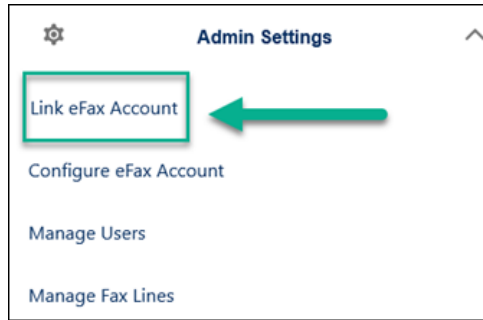 Admin Settings
Link eFax Account
Configure eFax Account
Manage Users
Manage Fax Lines